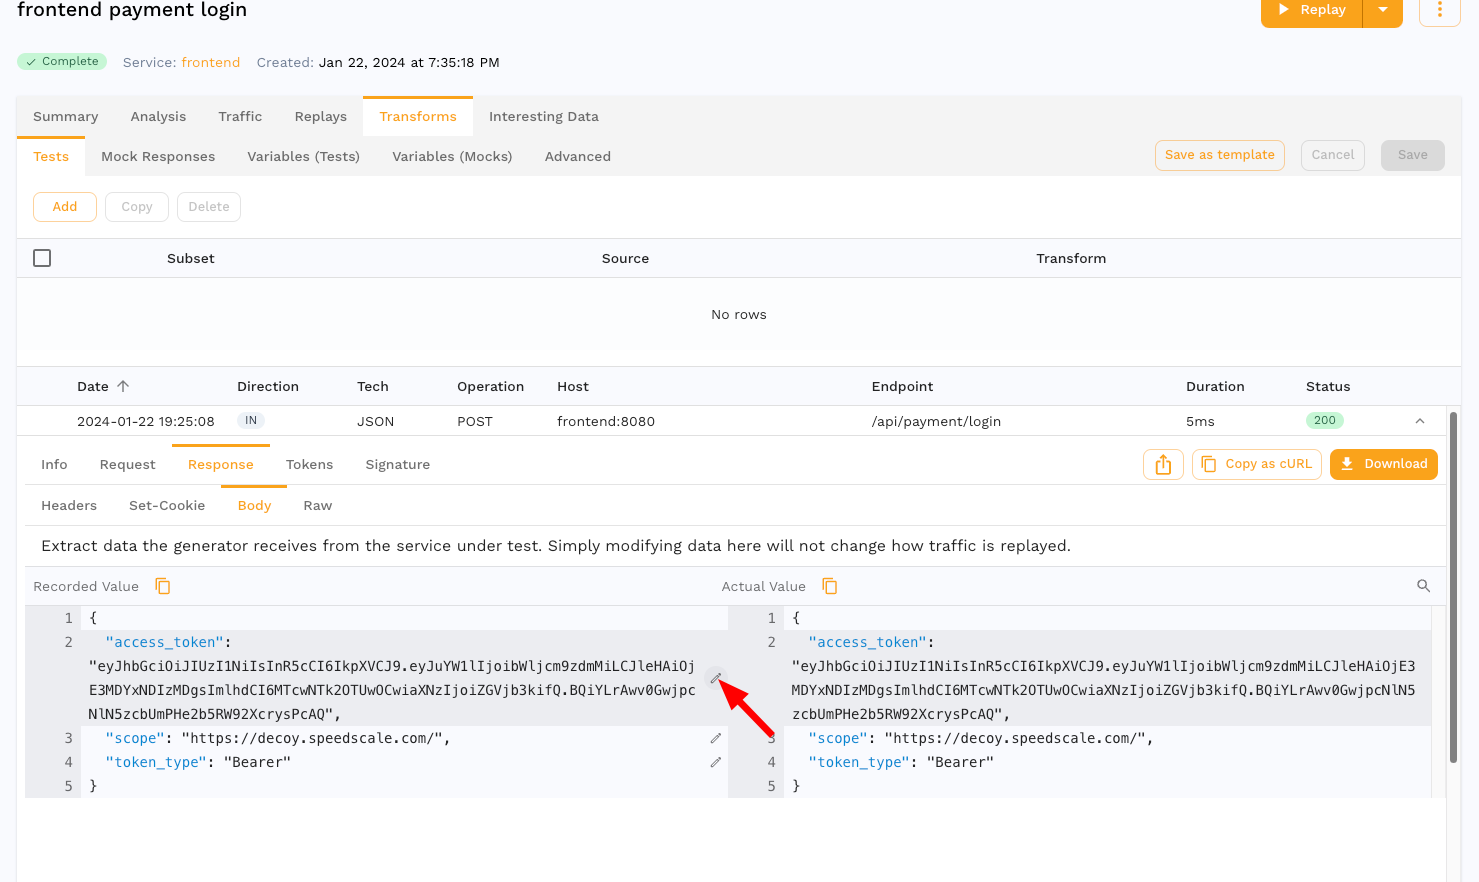 frontend payment login
Replay
Complete Service: frontend Created: Jan 22, 2024 at 7:35:18 PM
Summary Analysis Traffic Replays Transforms Interesting Data
Tests Mock Responses Variables (Tests) Variables (Mocks) Advanced Save as template Cancel Save
Add Copy Delete
Subset Source Transform
No rows
Date Direction Tech Operation Host Endpoint Duration Status
2024-01-22 19:25:08 IN JSON POST frontend:8080 /api/payment/login 5ms 200
Info Request Response Tokens Signature Copy as cURL Download
Headers Set-Cookie Body Raw
Extract data the generator receives from the service under test. Simply modifying data here will not change how traffic is replayed.
Recorded Value Actual Value
1 {
2 "access_token":
"eyJhbGciOiJIUzI1NiIsInR5cCI6IkpXVCJ9.eyJuYW1lIjoibWljcm9zdmMiLCJleHAiOj
E3MDYxNDIzMDgsImlhdCI6MTcwNTk2OTUwOCwiaXNzIjoiZGVjb3kifQ.BQiYLrAwv0Gwjpc
NlN5zcbUmPHe2b5RW92XcrysPcAQ",
3 "scope": "https://decoy.speedscale.com/",
4 "token_type": "Bearer"
5 }
1 {
2 "access_token":
"eyJhbGciOiJIUzI1NiIsInR5cCI6IkpXVCJ9.eyJuYW1lIjoibWljcm9zdmMiLCJleHAiOjE3
MDYxNDIzMDgsImlhdCI6MTcwNTk2OTUwOCwiaXNzIjoiZGVjb3kifQ.BQiYLrAwv0GwjpcNlN5
zcbUmPHe2b5RW92XcrysPcAQ",
3 "scope": "https://decoy.speedscale.com/",
4 "token_type": "Bearer"
5 }